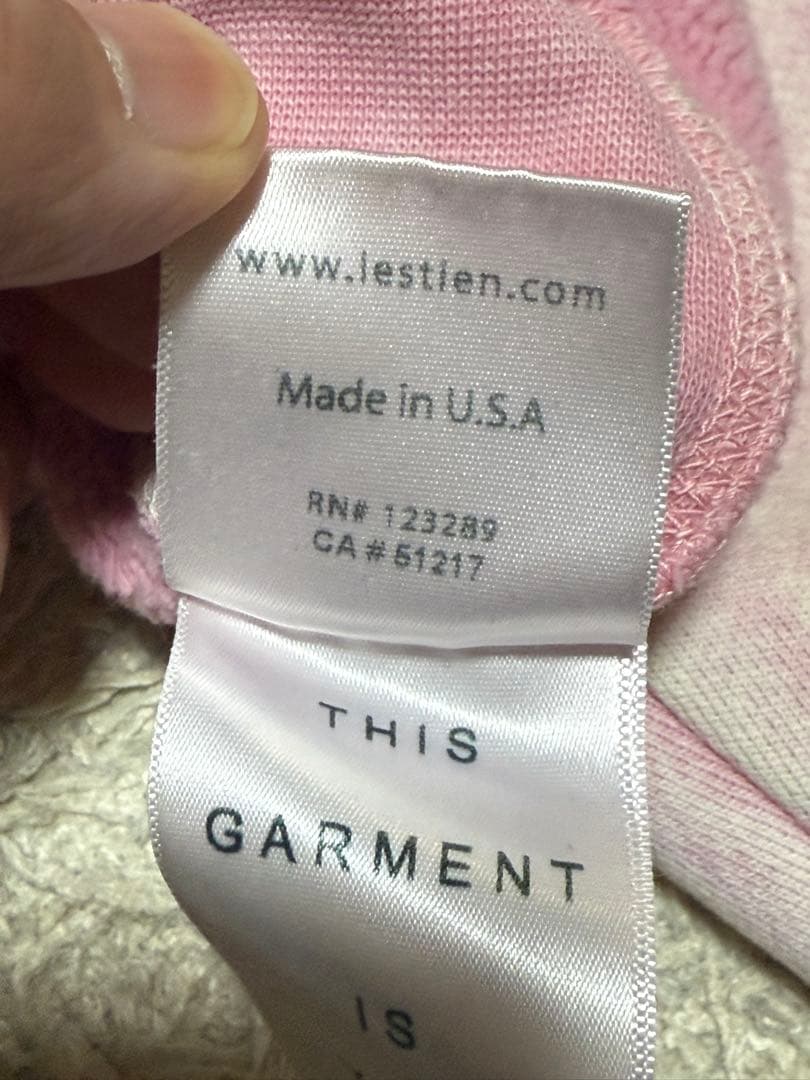 www.lestien.com
Made in U.S.A
RN# 123289
CA # 51217
THIS
GARMENT
IS